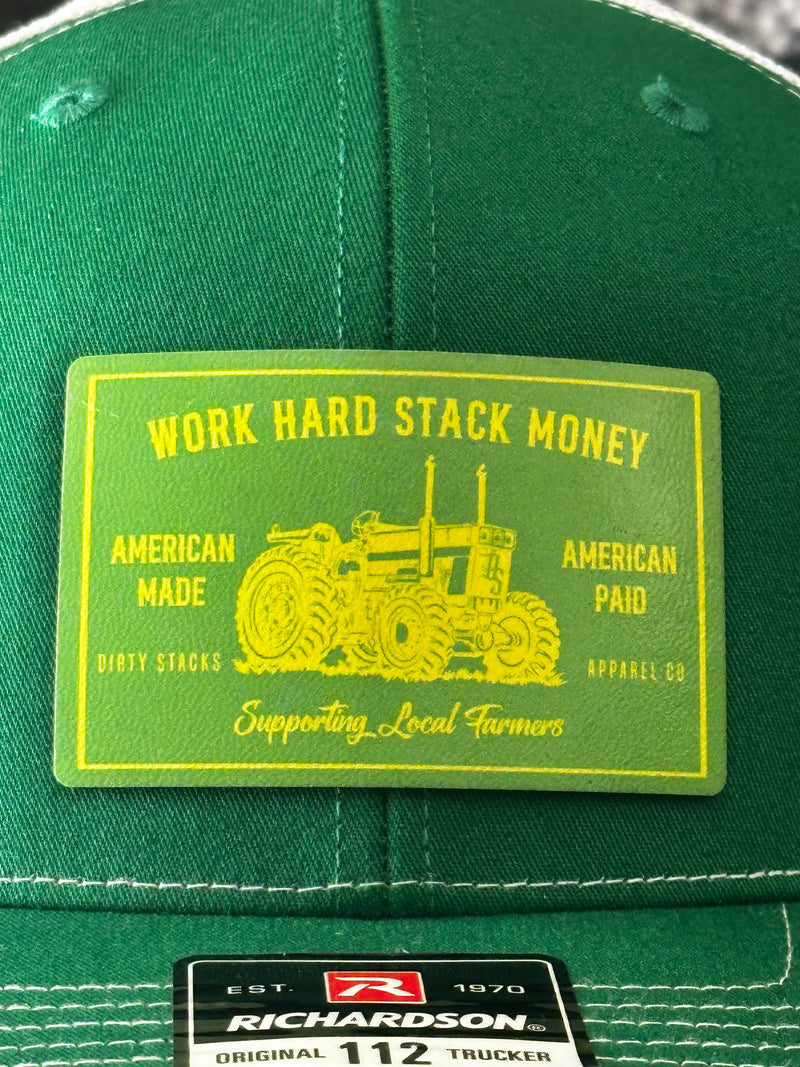 WORK HARD STACK MONEY
AMERICAN MADE
AMERICAN PAID
DIRTY STACKS
APPAREL CO
DS
Supporting Local Farmers
EST. R 1970
RICHARDSON®
ORIGINAL 112 TRUCKER